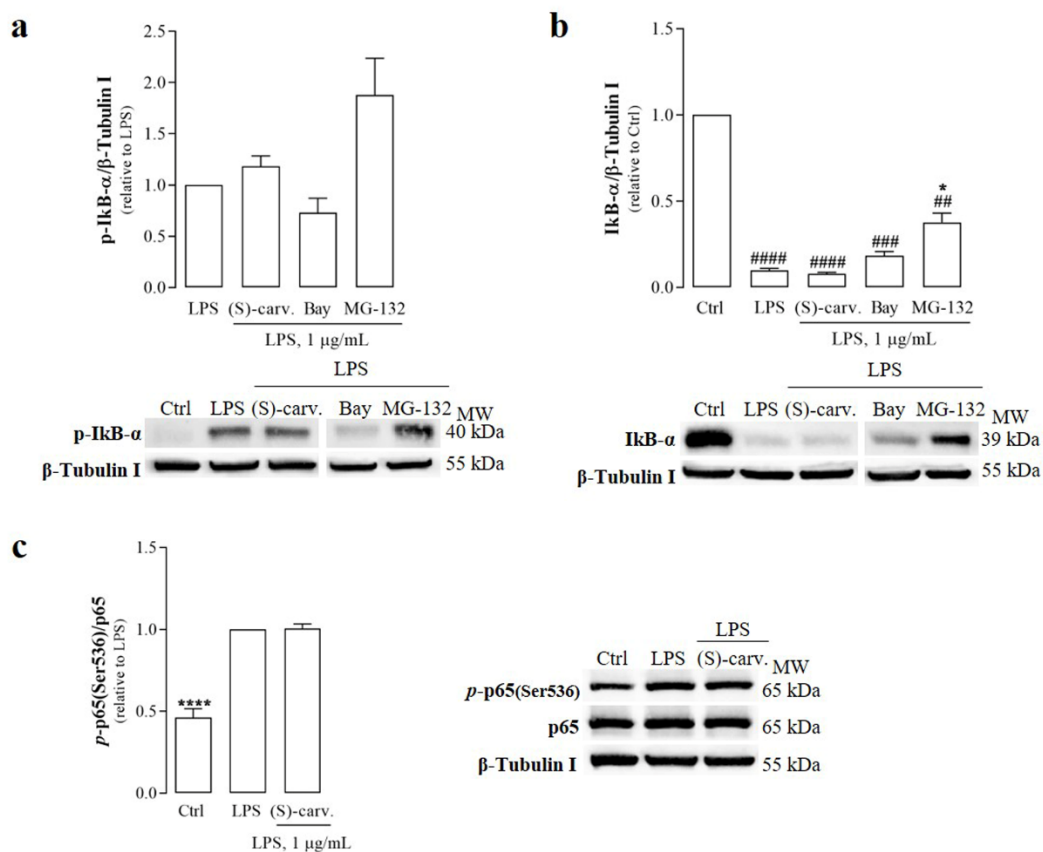 a
p-IkB-α/β-Tubulin I
(relative to LPS)
2.5
2.0
1.5
1.0
0.5
0.0
LPS (S)-carv. Bay MG-132
LPS, 1 μg/mL
LPS
Ctrl LPS (S)-carv. Bay MG-132 MW
p-IkB-α 40 kDa
β-Tubulin I 55 kDa
b
IkB-α/β-Tubulin I
(relative to Ctrl)
1.5
1.0
0.5
0.0
#### #### ### * ##
Ctrl LPS (S)-carv. Bay MG-132
LPS, 1 μg/mL
LPS
Ctrl LPS (S)-carv. Bay MG-132 MW
IkB-α 39 kDa
β-Tubulin I 55 kDa
c
p-p65(Ser536)/p65
(relative to LPS)
1.5
1.0
0.5
0.0
****
Ctrl LPS (S)-carv.
LPS, 1 μg/mL
LPS
Ctrl LPS (S)-carv. MW
p-p65(Ser536) 65 kDa
p65 65 kDa
β-Tubulin I 55 kDa